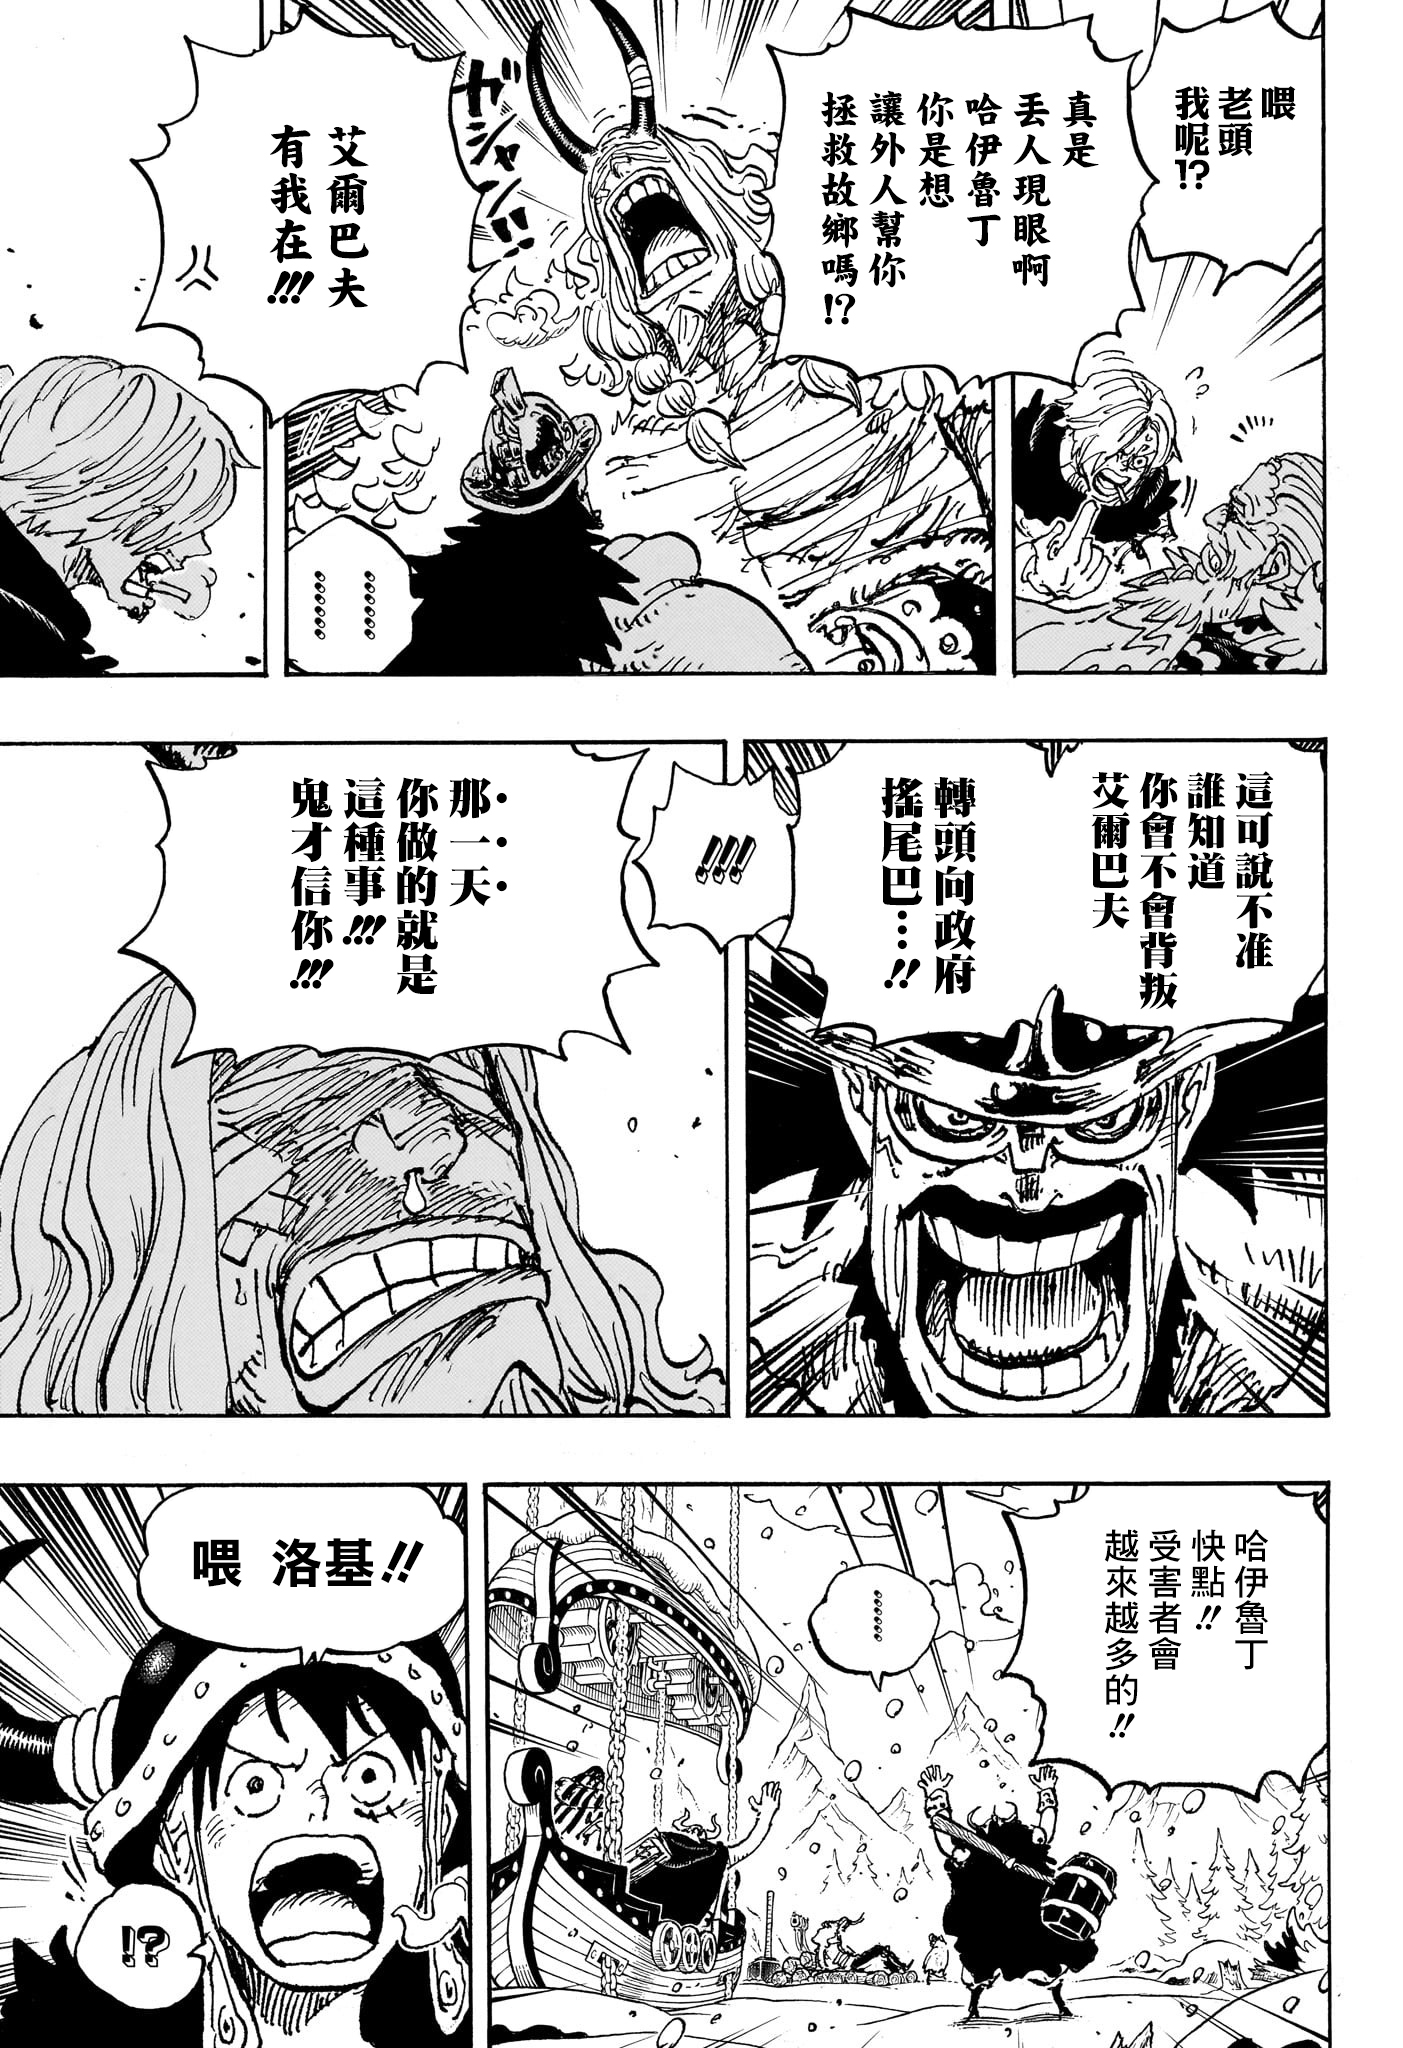 喂
老頭
我呢!?
真是
丟人現眼啊
哈伊魯丁
你是想
讓外人幫你
拯救故鄉嗎!?
ガシャン!!
艾爾巴夫
有我在!!!
……
……
這可說不准
誰知道
你會不會背叛
艾爾巴夫
轉頭向政府
搖尾巴…!!
!!!
那一天
你做的就是
這種事!!!
鬼才信你!!!
哈伊魯丁
快點!!
受害者會
越來越多的!!
……
喂 洛基!!
!?